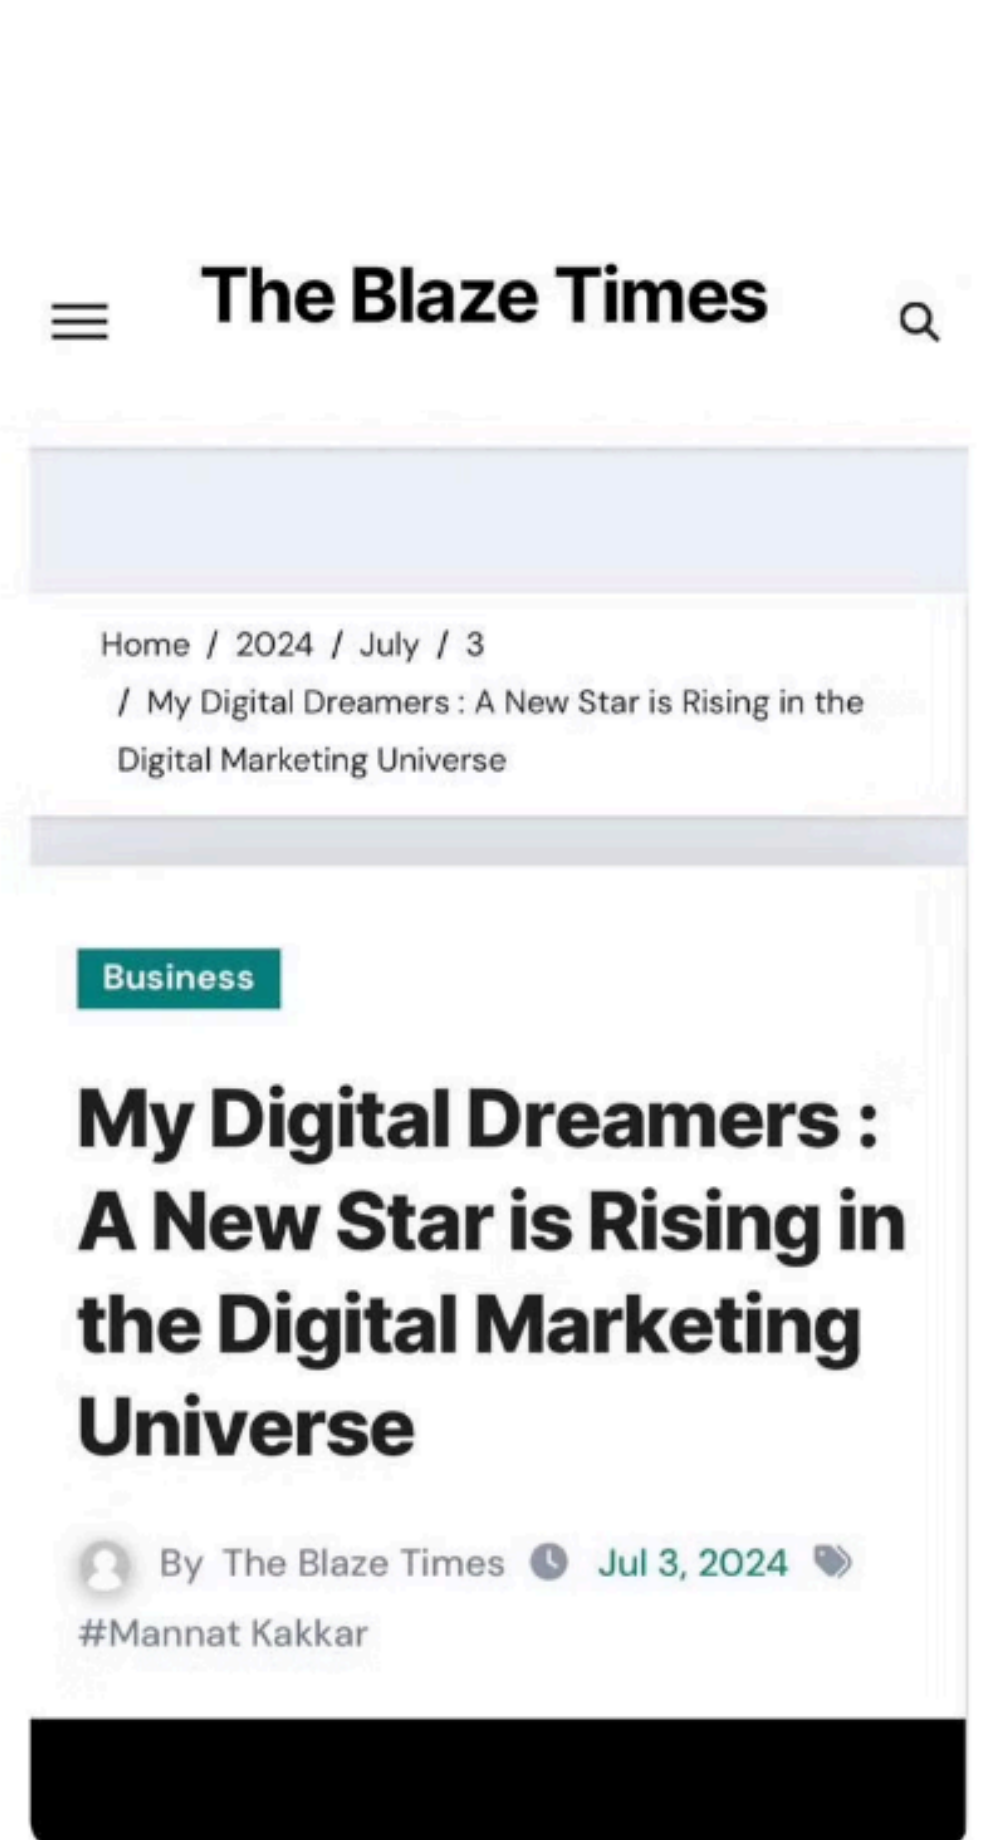 The Blaze Times
Home / 2024 / July / 3
/ My Digital Dreamers : A New Star is Rising in the
Digital Marketing Universe
Business
My Digital Dreamers :
A New Star is Rising in
the Digital Marketing
Universe
By The Blaze Times Jul 3, 2024
#Mannat Kakkar